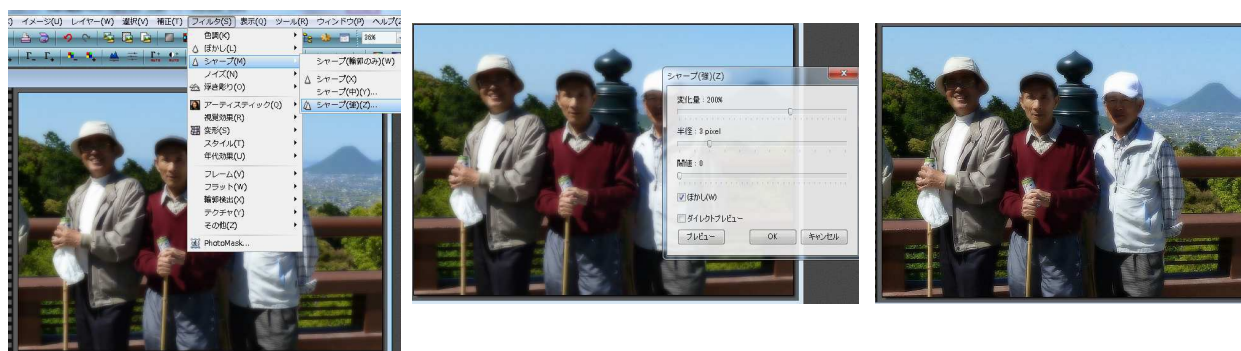 イメージ(U) レイヤー(W) 選択(V) 補正(T) フィルタ(S) 表示(Q) ツール(R) ウィンドウ(P) ヘルプ(Z
36%
色調(K)
ぼかし(L)
シャープ(M)
ノイズ(N)
浮き彫り(O)
アーティスティック(Q)
視覚効果(R)
変形(S)
スタイル(T)
年代効果(U)
フレーム(V)
フラット(W)
輪郭検出(X)
テクチャ(Y)
その他(Z)
PhotoMask...
シャープ(輪郭のみ)(W)
シャープ(X)
シャープ(中)(Y)...
シャープ(強)(Z)...
シャープ(強)(Z)
変化量 : 200%
半径 : 3 pixel
閾値 : 0
ぼかし(W)
ダイレクトプレビュー
プレビュー OK キャンセル